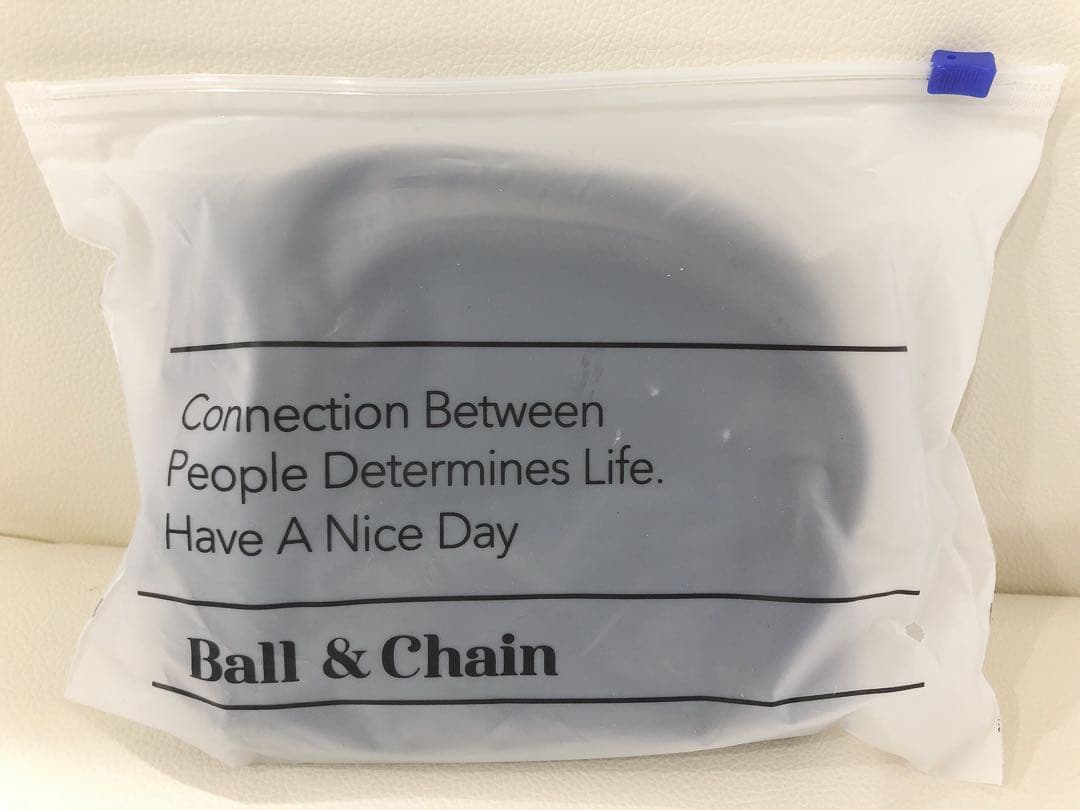 Connection Between
People Determines Life.
Have A Nice Day
Ball & Chain